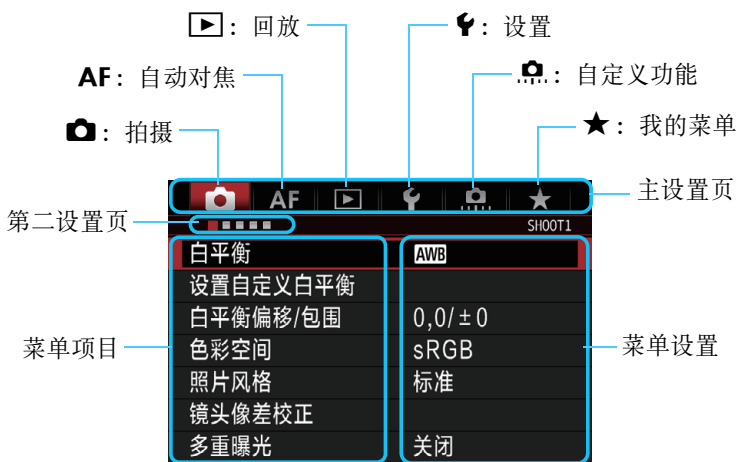 ：回放
：设置
AF：自动对焦
：自定义功能
：拍摄
：我的菜单
AF
主设置页
第二设置页
SHOOT1
白平衡 AWB
设置自定义白平衡
白平衡偏移/包围 0,0/±0
菜单项目
色彩空间 sRGB
菜单设置
照片风格 标准
镜头像差校正
多重曝光 关闭